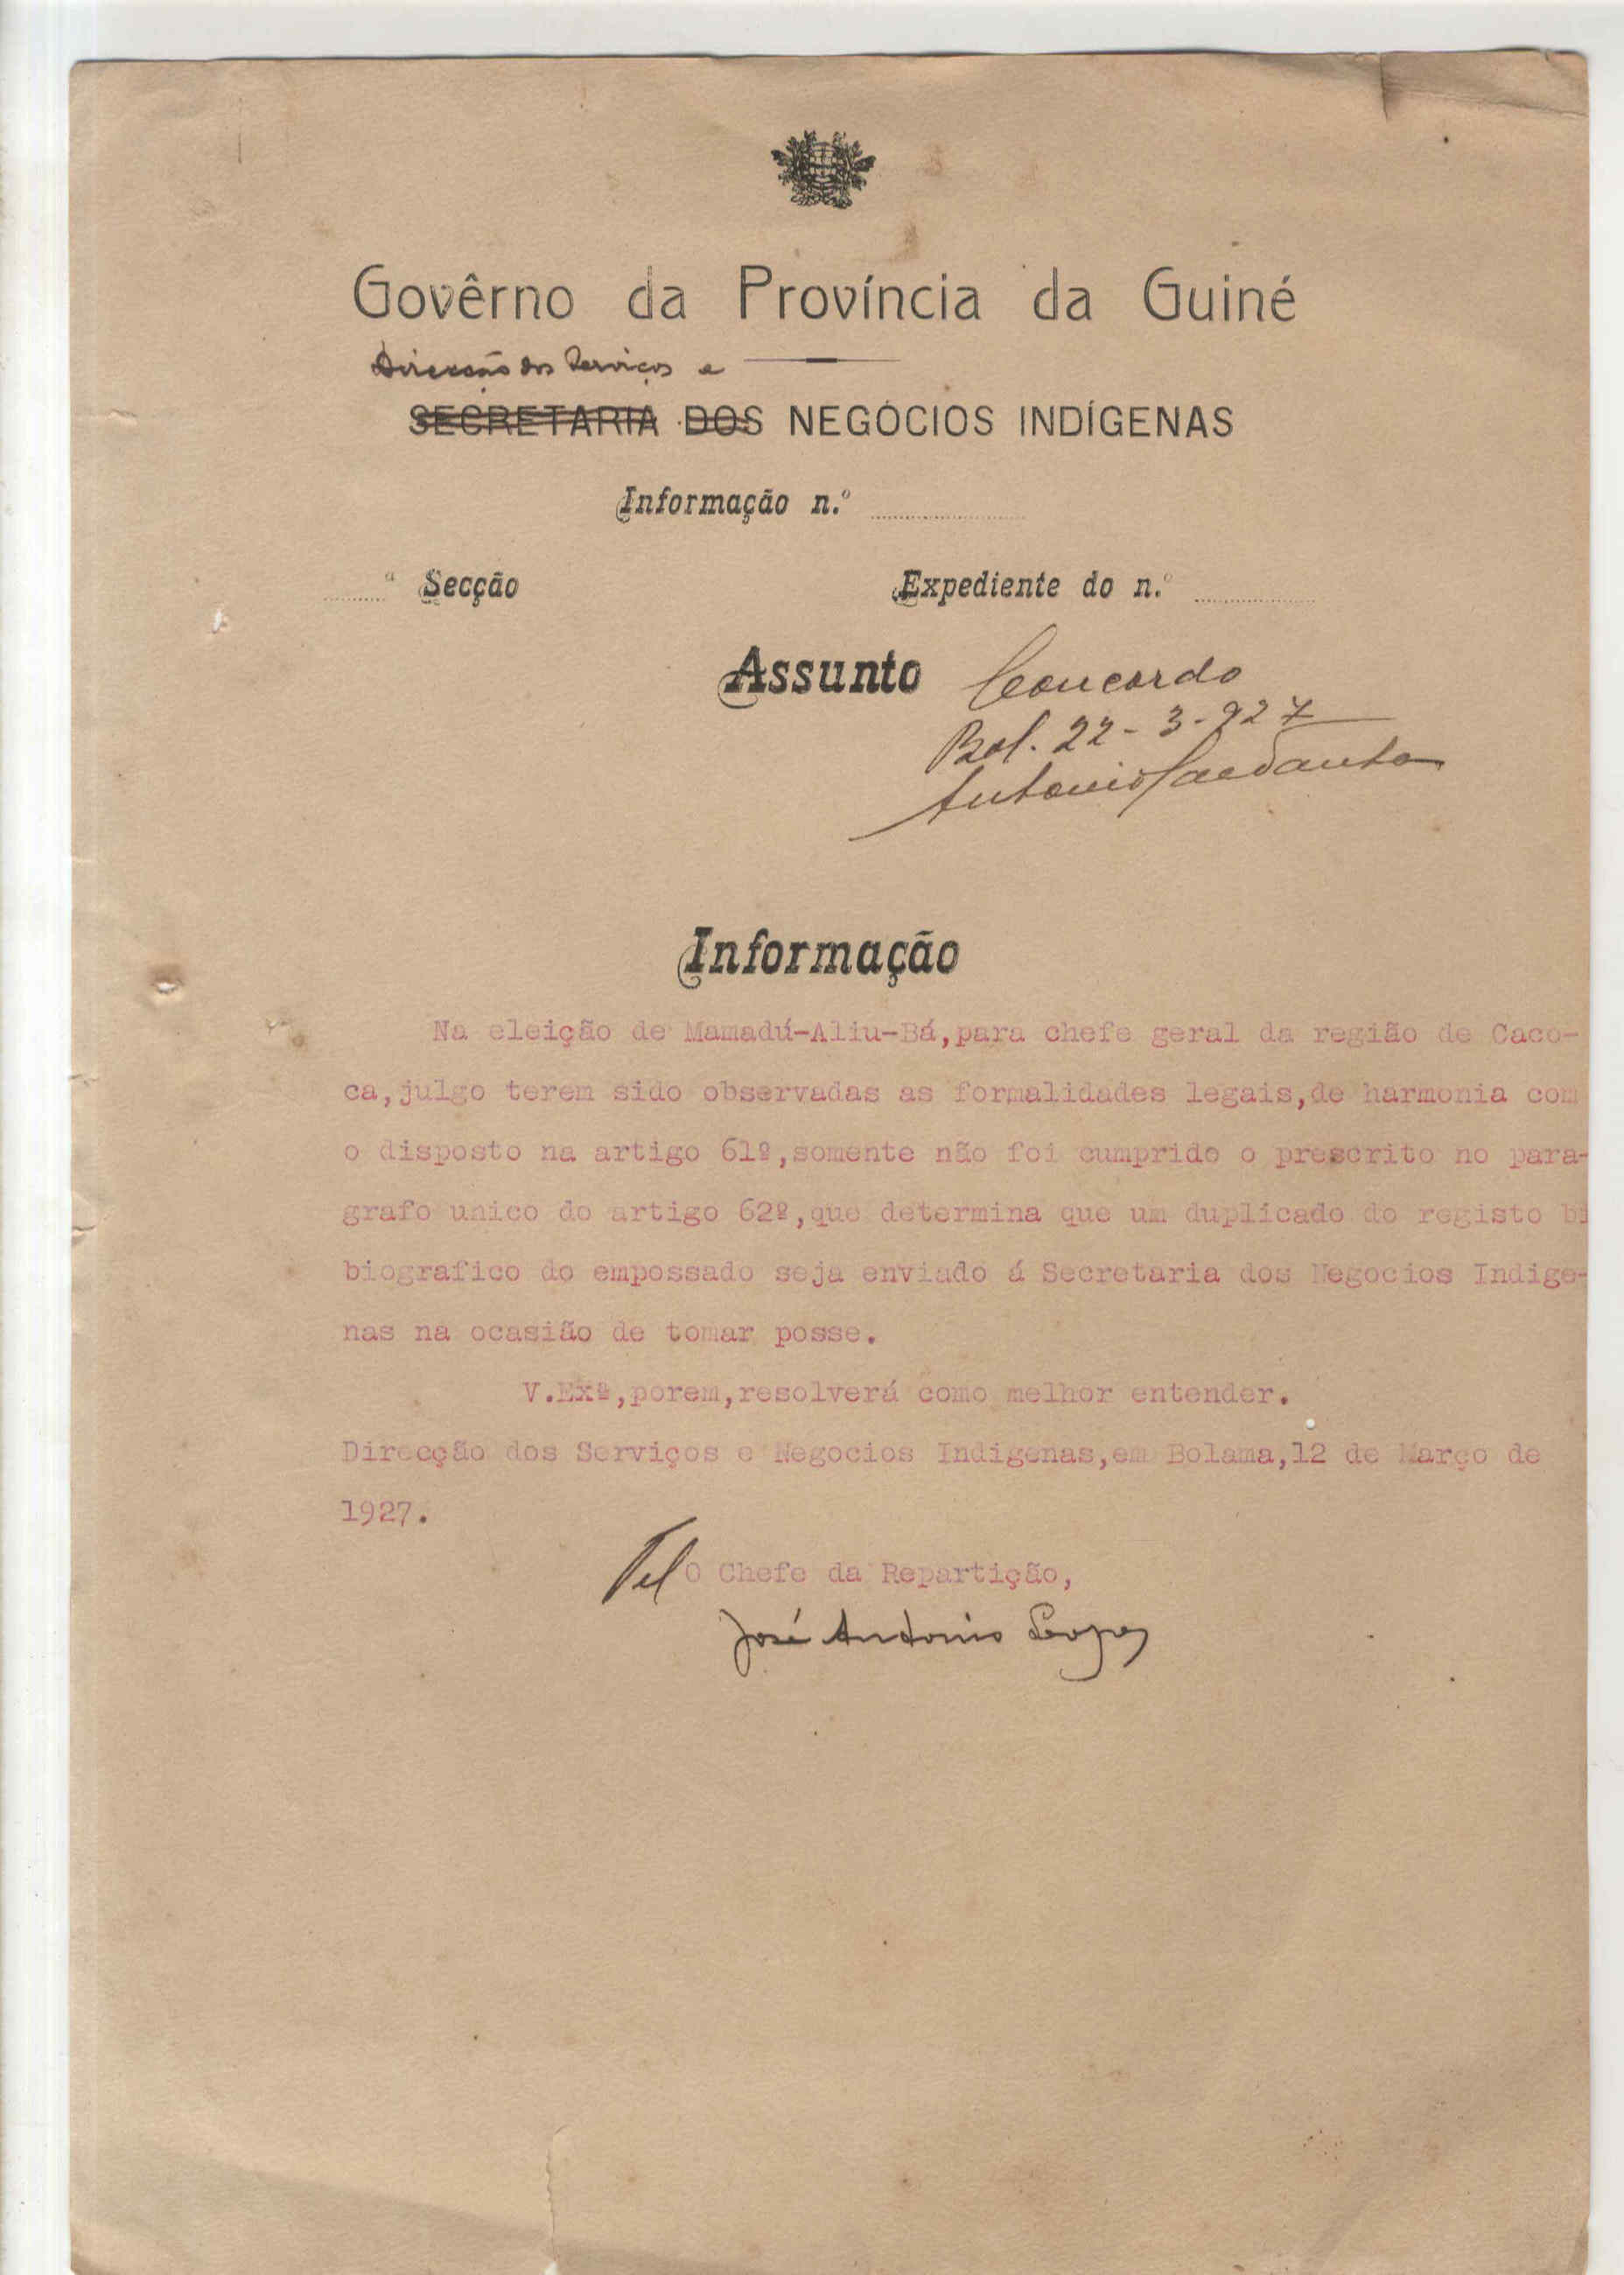 Govêrno da Província da Guiné
Direcção dos Serviços e
SECRETARIA DOS NEGÓCIOS INDÍGENAS
Informação n.º
ª Secção Expediente do n.º
Assunto Concordo
Bol. 22-3-927
Antonio
Informação
Na eleição de Mamadú-Aliu-Bá,para chefe geral da região de Caco-
ca,julgo terem sido observadas as formalidades legais,de harmonia com
o disposto na artigo 61º,somente não foi cumprido o prescrito no para-
grafo unico do artigo 62º,que determina que um duplicado do registo bi
biografico do empossado seja enviado á Secretaria dos Negocios Indige-
nas na ocasião de tomar posse.
V.Exª,porem,resolverá como melhor entender.
Direcção dos Serviços e Negocios Indigenas,em Bolama,12 de Março de
1927.
Pel O Chefe da Repartição,
José Antonio Lopes